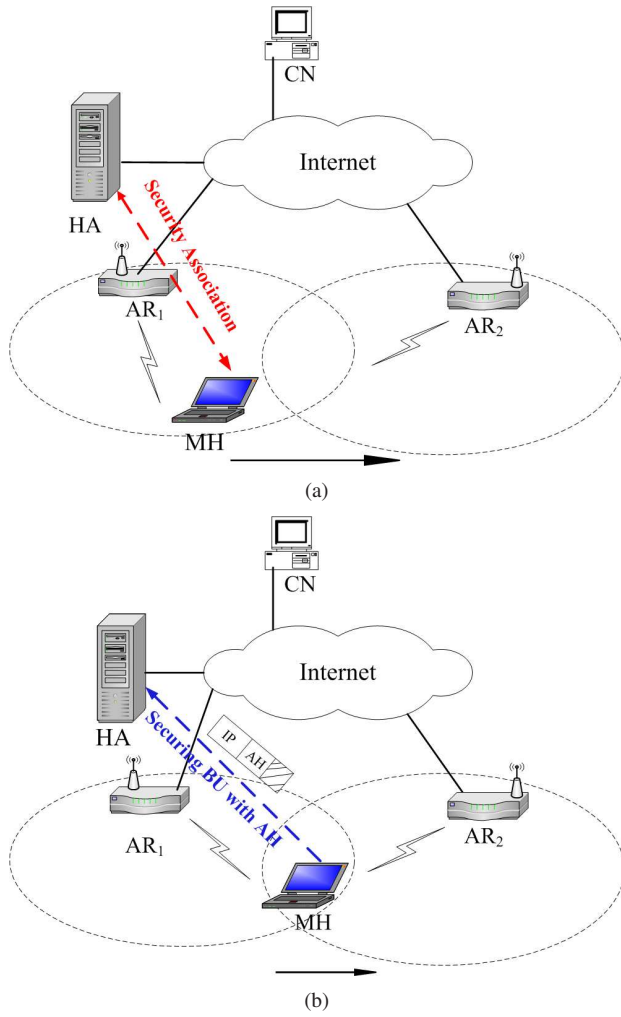 CN
Internet
HA
Security Association
AR₁
AR₂
MH
(a)
CN
Internet
HA
Securing BU with AH
IP AH
AR₁
AR₂
MH
(b)